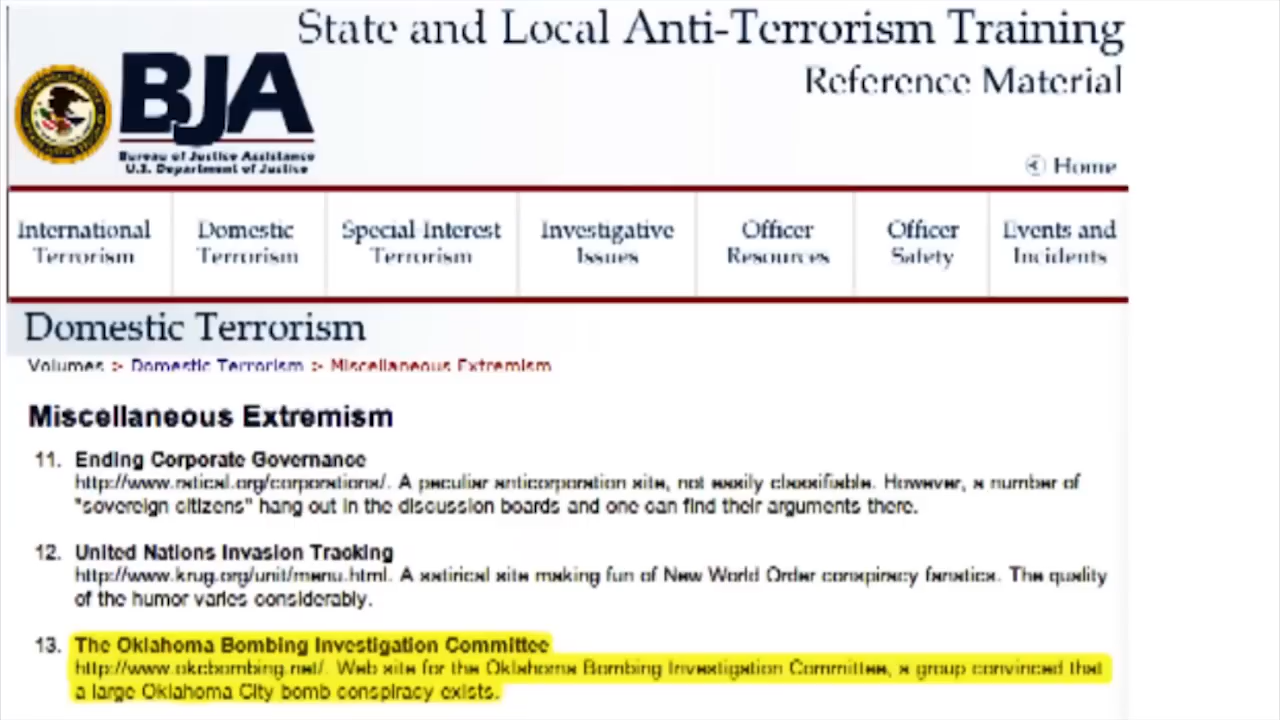 State and Local Anti-Terrorism Training
Reference Material
BJA
Bureau of Justice Assistance
U.S. Department of Justice
Home
International Terrorism
Domestic Terrorism
Special-Interest Terrorism
Investigative Issues
Officer Resources
Officer Safety
Events and Incidents
Domestic Terrorism
Volumes > Domestic Terrorism > Miscellaneous Extremism
Miscellaneous Extremism
11. Ending Corporate Governance
http://www.ratical.org/corporations/. A peculiar anticorporation site, not easily classifiable. However, a number of
"sovereign citizens" hang out in the discussion boards and one can find their arguments there.
12. United Nations Invasion Tracking
http://www.krug.org/unit/menu.html. A satirical site making fun of New World Order conspiracy fanatics. The quality
of the humor varies considerably.
13. The Oklahoma Bombing Investigation Committee
http://www.okcbombing.net/. Web site for the Oklahoma Bombing Investigation Committee, a group convinced that
a large Oklahoma City bomb conspiracy exists.